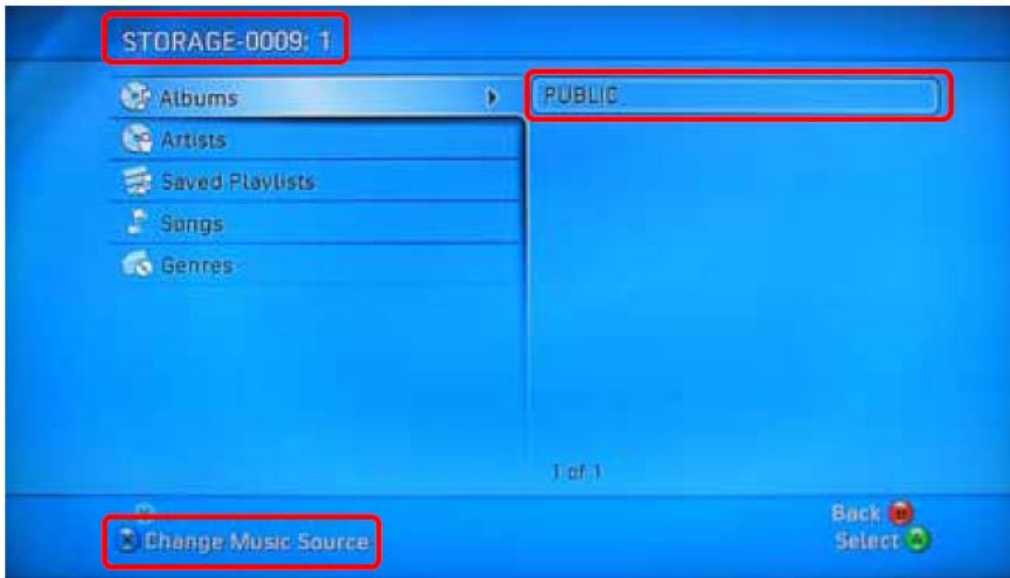 STORAGE-0009: 1
Albums
PUBLIC
Artists
Saved Playlists
Songs
Genres
1 of 1
Back B
X Change Music Source
Select A